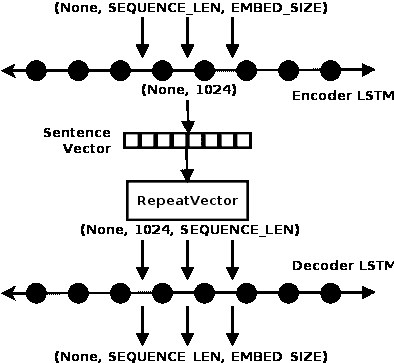 (None, SEQUENCE_LEN, EMBED_SIZE)
(None, 1024)
Encoder LSTM
Sentence
Vector
RepeatVector
(None, 1024, SEQUENCE_LEN)
Decoder LSTM
(None, SEQUENCE_LEN, EMBED_SIZE)